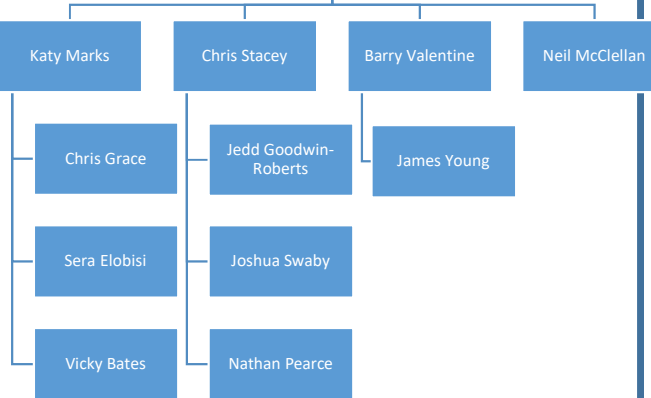 Katy Marks
Chris Stacey
Barry Valentine
Neil McClellan
Chris Grace
Jedd Goodwin-
Roberts
James Young
Sera Elobisi
Joshua Swaby
Vicky Bates
Nathan Pearce